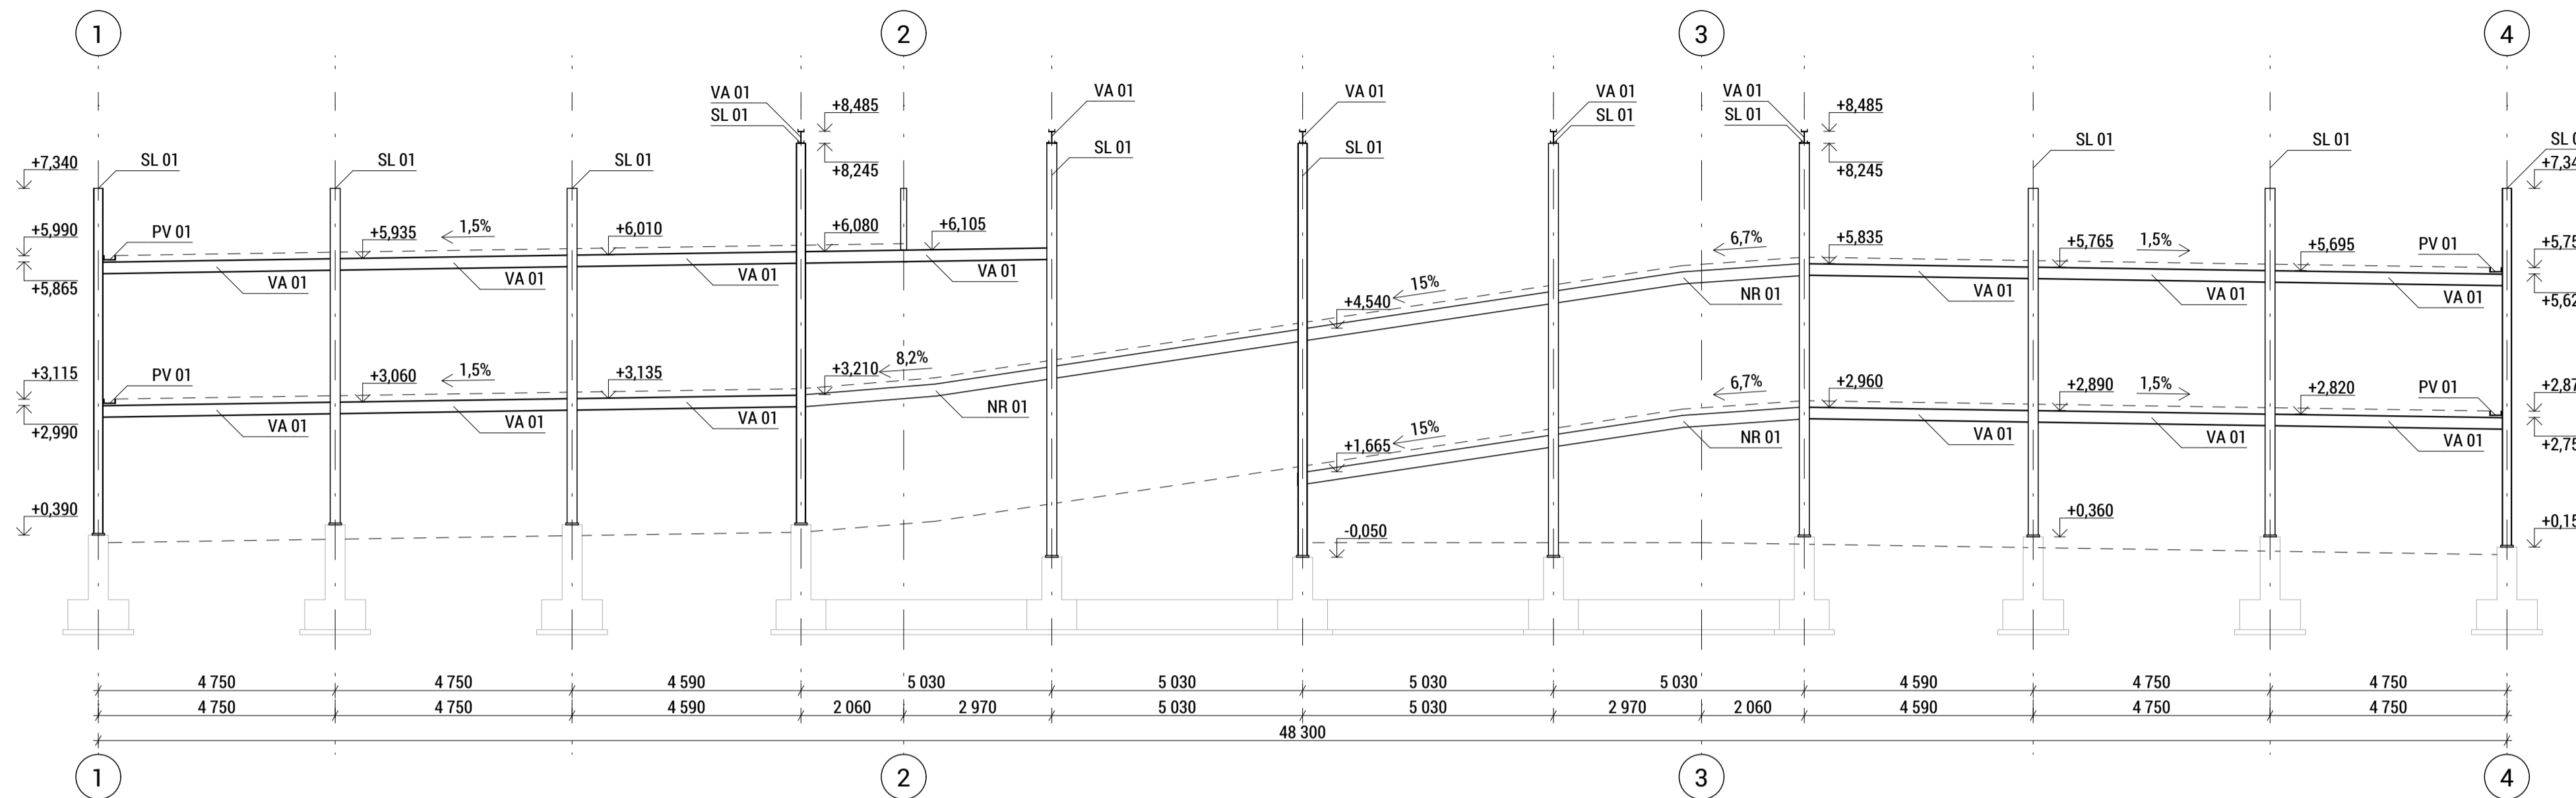 1 2 3 4
VA 01 VA 01 VA 01 VA 01 VA 01
SL 01 +8,485 SL 01 SL 01 +8,485
+7,340 SL 01 SL 01 SL 01 +8,245 SL 01 SL 01 +8,245 SL 01 SL 01 SL
+5,990 PV 01 +5,935 1,5% +6,010 +6,080 +6,105 6,7% +5,835 +5,765 1,5% +5,695 PV 01
+5,865 VA 01 VA 01 VA 01 VA 01 +4,540 15% NR 01 VA 01 VA 01 VA 01
+3,115 PV 01 +3,060 1,5% +3,135 +3,210 8,2% 6,7% +2,960 +2,890 1,5% +2,820 PV 01
+2,990 VA 01 VA 01 VA 01 NR 01 +1,665 15% NR 01 VA 01 VA 01 VA 01
+0,390 -0,050 +0,360
4 750 4 750 4 590 5 030 5 030 5 030 5 030 4 590 4 750 4 750
4 750 4 750 4 590 2 060 2 970 5 030 5 030 2 970 2 060 4 590 4 750 4 750
48 300
1 2 3 4